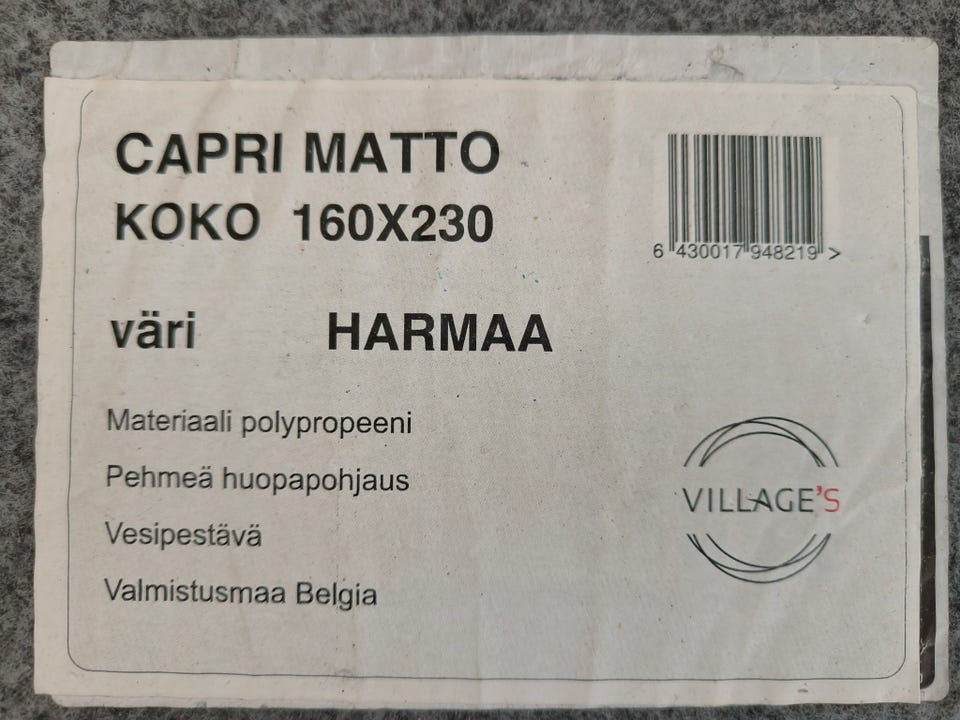 CAPRI MATTO
KOKO 160X230
6 430017 948219 >
väri HARMAA
Materiaali polypropeeni
Pehmeä huopapohjaus
Vesipestävä
Valmistusmaa Belgia
VILLAGE'S